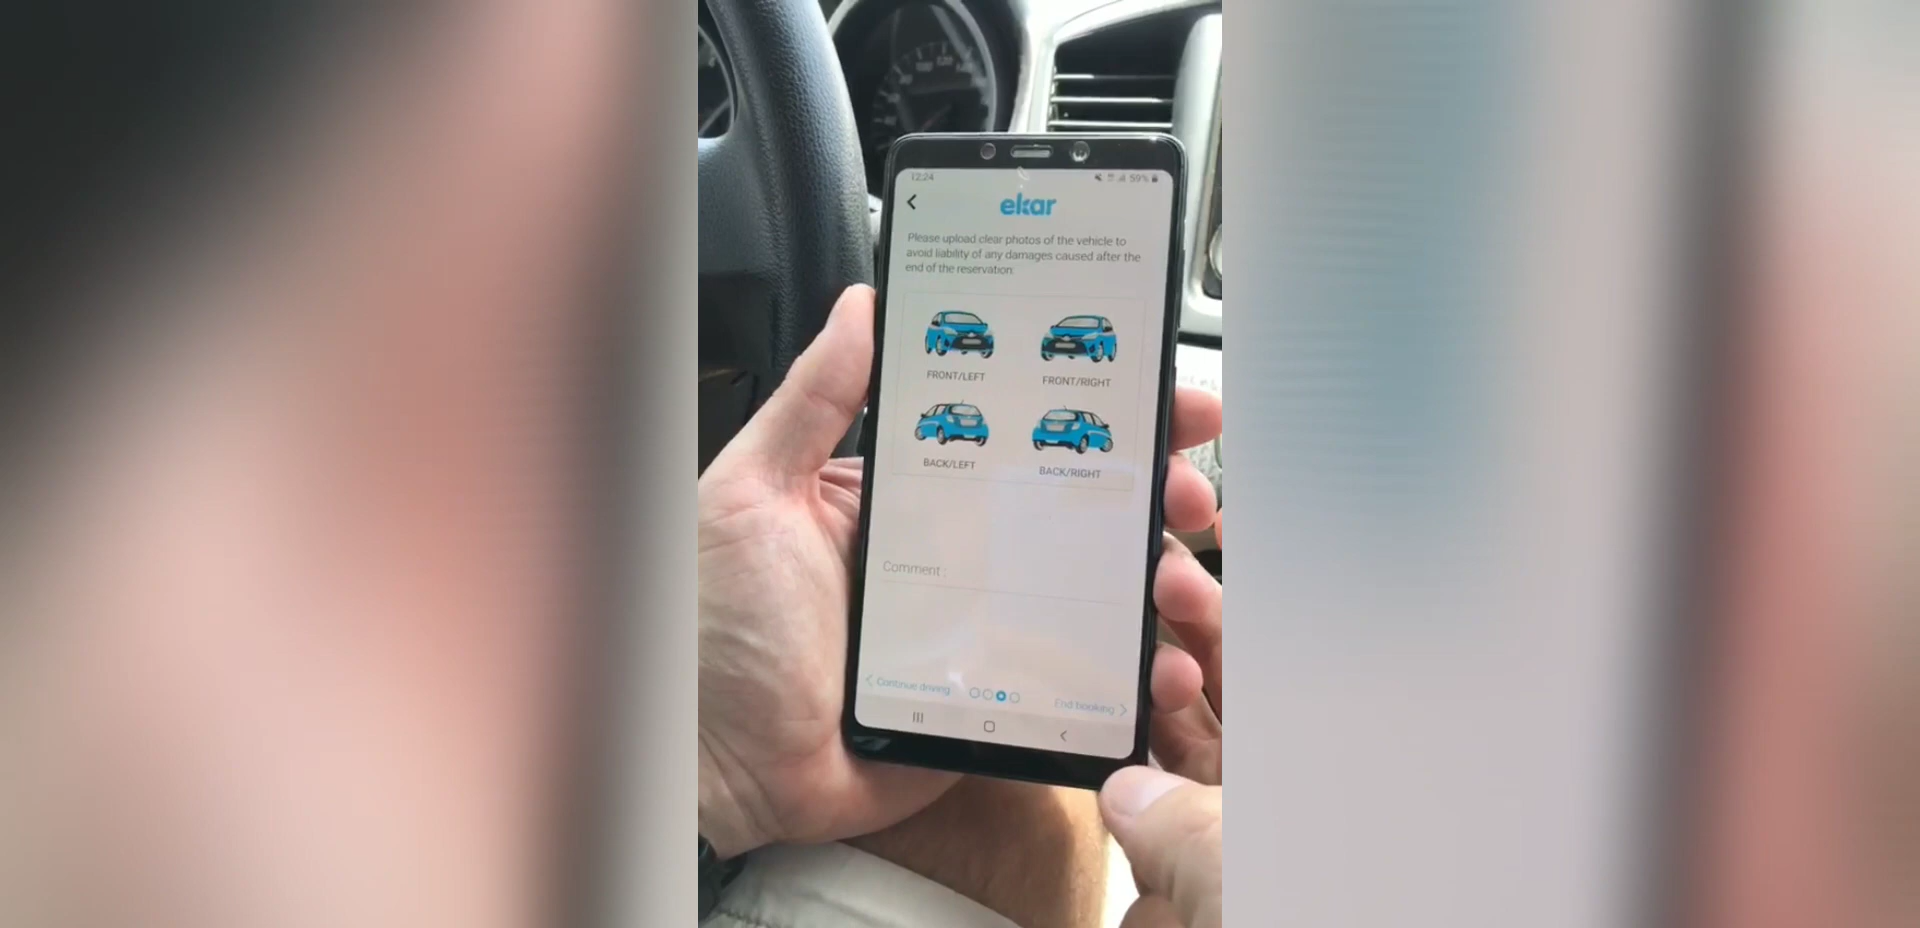 12:24
59%
ekar
Please upload clear photos of the vehicle to
avoid liability of any damages caused after the
end of the reservation:
FRONT/LEFT
FRONT/RIGHT
BACK/LEFT
BACK/RIGHT
Comment :
Continue driving
End booking